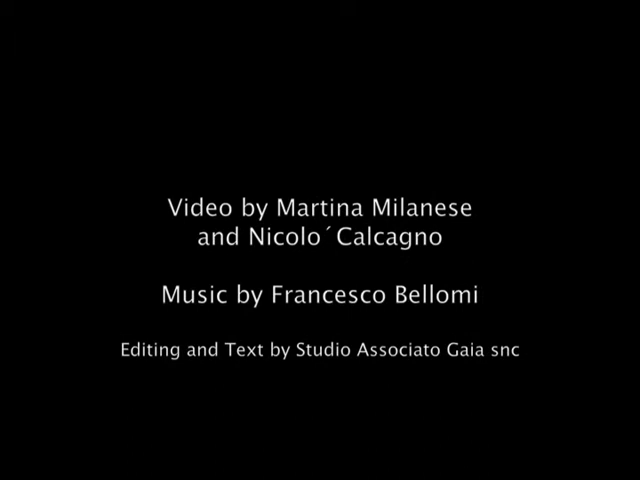 Video by Martina Milanese
and Nicolo´Calcagno
Music by Francesco Bellomi
Editing and Text by Studio Associato Gaia snc